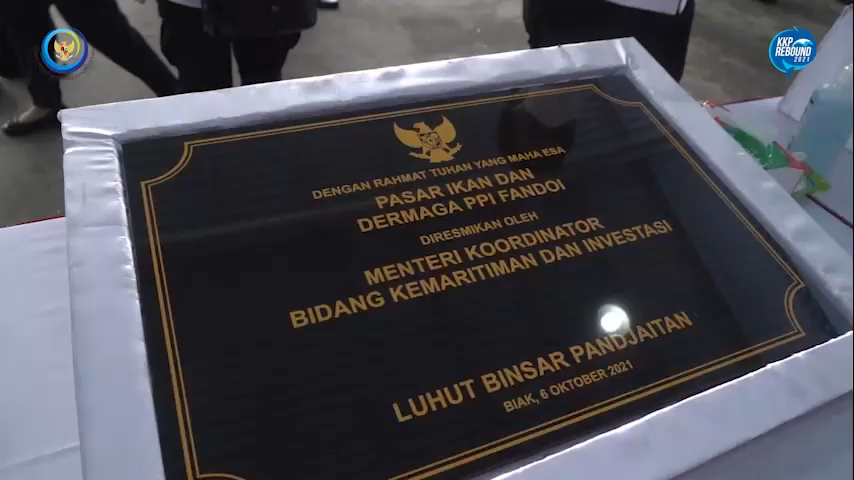 KKP
REBOUND
2021
DENGAN RAHMAT TUHAN YANG MAHA ESA
PASAR IKAN DAN
DERMAGA PPI FANDOI
DIRESMIKAN OLEH
MENTERI KOORDINATOR
BIDANG KEMARITIMAN DAN INVESTASI
LUHUT BINSAR PANDJAITAN
BIAK, 6 OKTOBER 2021